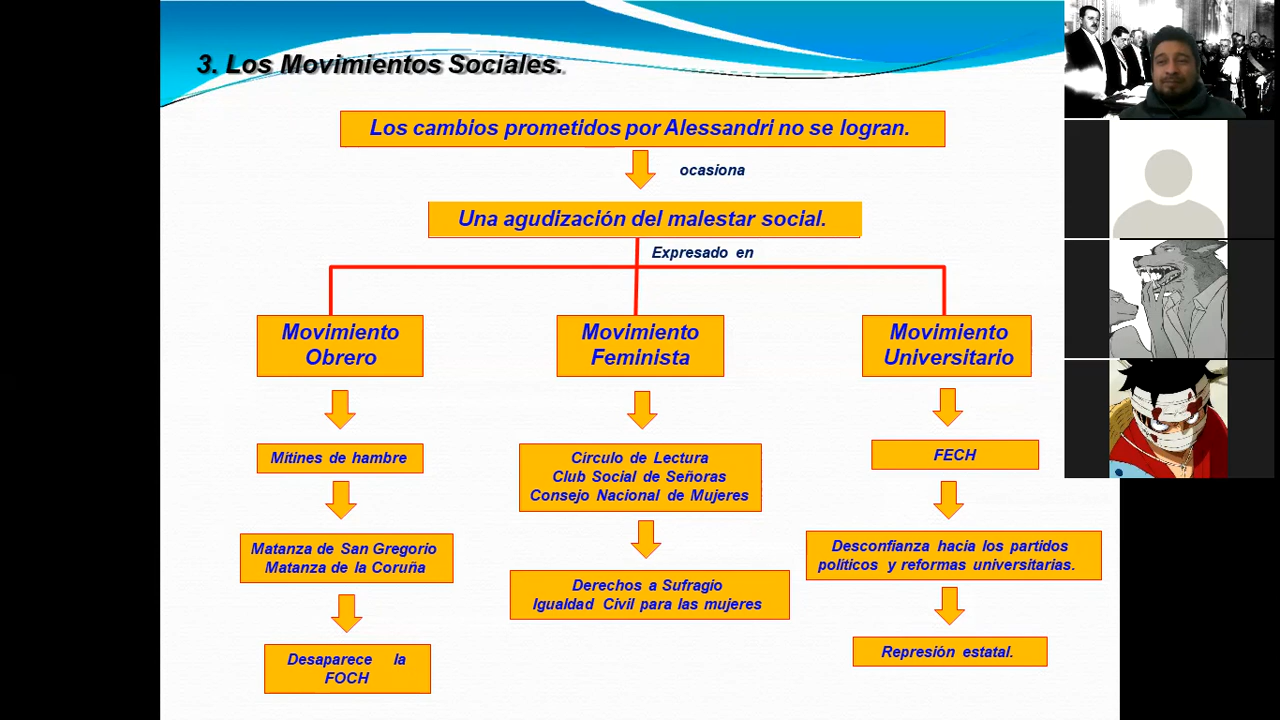 3. Los Movimientos Sociales.
Los cambios prometidos por Alessandri no se logran.
ocasiona
Una agudización del malestar social.
Expresado en
Movimiento
Obrero
Mítines de hambre
Matanza de San Gregorio
Matanza de la Coruña
Desaparece la
FOCH
Movimiento
Feminista
Círculo de Lectura
Club Social de Señoras
Consejo Nacional de Mujeres
Derechos a Sufragio
Igualdad Civil para las mujeres
Movimiento
Universitario
FECH
Desconfianza hacia los partidos
políticos y reformas universitarias.
Represión estatal.